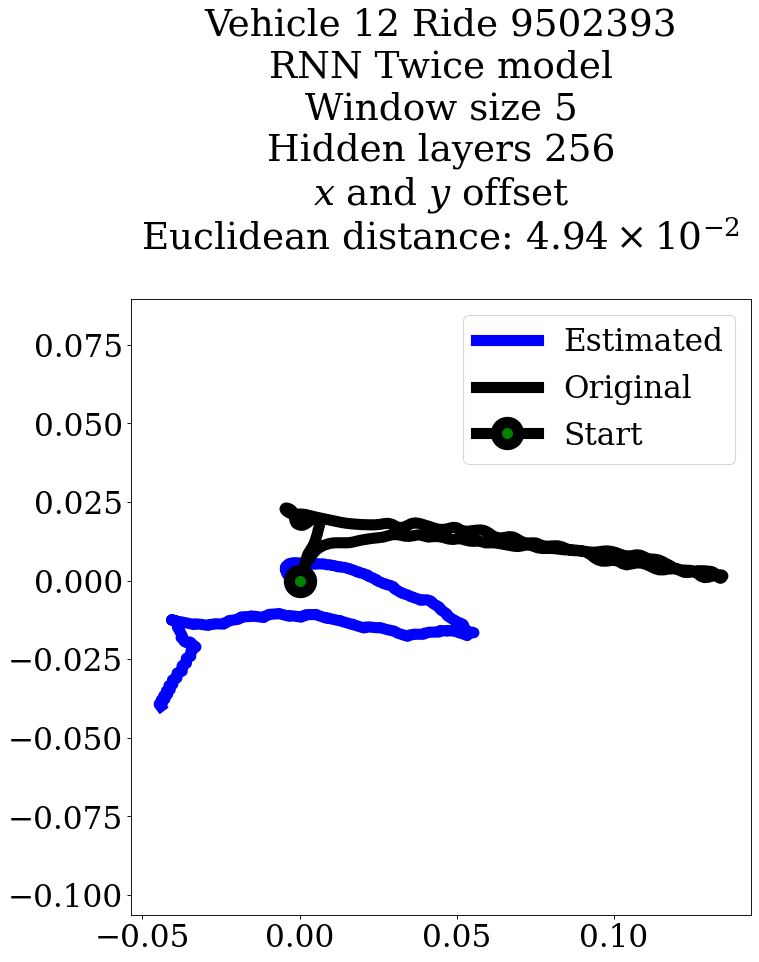 Vehicle 12 Ride 9502393
RNN Twice model
Window size 5
Hidden layers 256
x and y offset
Euclidean distance: 4.94 × 10⁻²
Estimated
Original
Start
0.075
0.050
0.025
0.000
−0.025
−0.050
−0.075
−0.100
−0.05 0.00 0.05 0.10